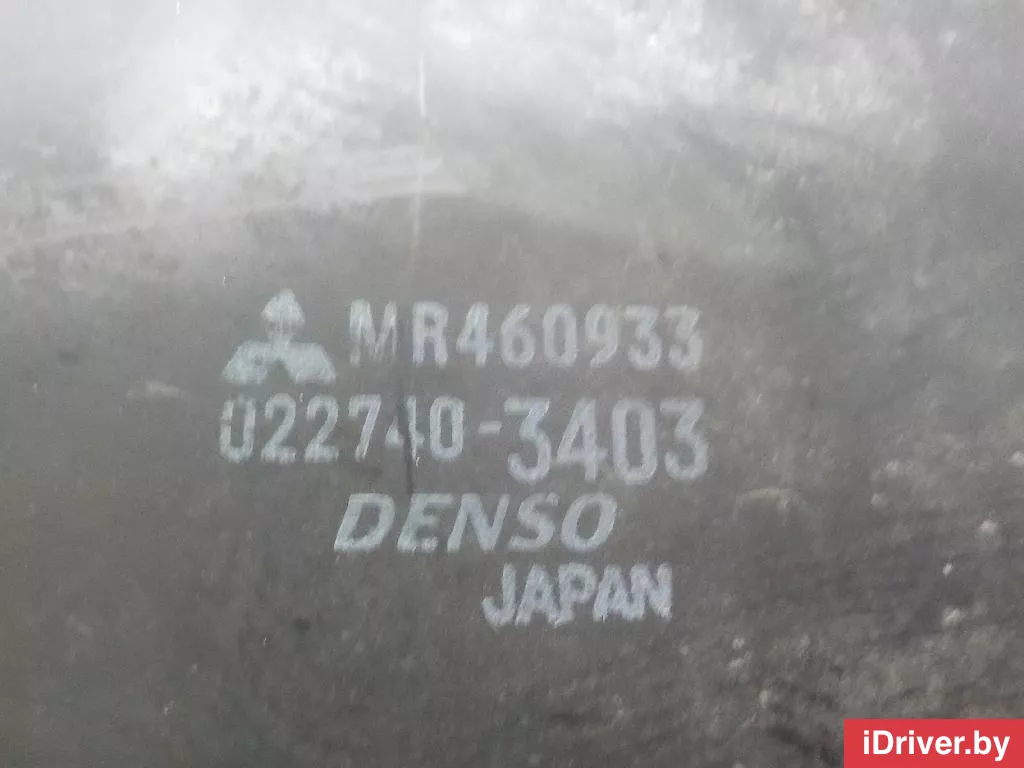 MR460933
022740-3403
DENSO
JAPAN
iDriver.by